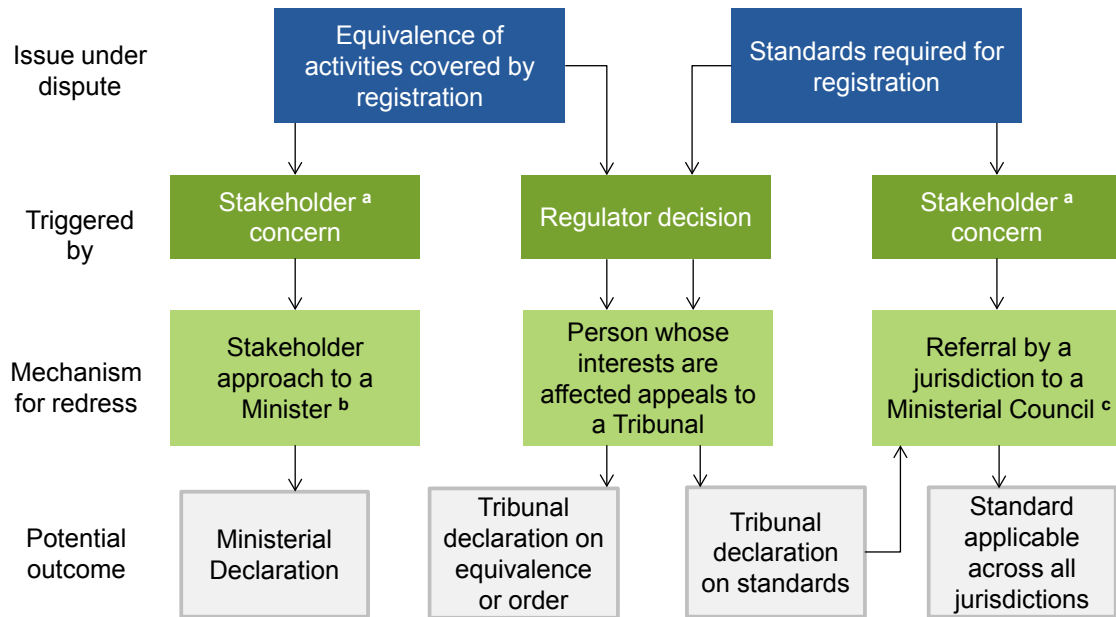 Issue under
dispute
Equivalence of
activities covered by
registration
Standards required for
registration
Triggered
by
Stakeholder a
concern
Regulator decision
Stakeholder a
concern
Mechanism
for redress
Stakeholder
approach to a
Minister b
Person whose
interests are
affected appeals to
a Tribunal
Referral by a
jurisdiction to a
Ministerial Council c
Potential
outcome
Ministerial
Declaration
Tribunal
declaration on
equivalence
or order
Tribunal
declaration
on standards
Standard
applicable
across all
jurisdictions